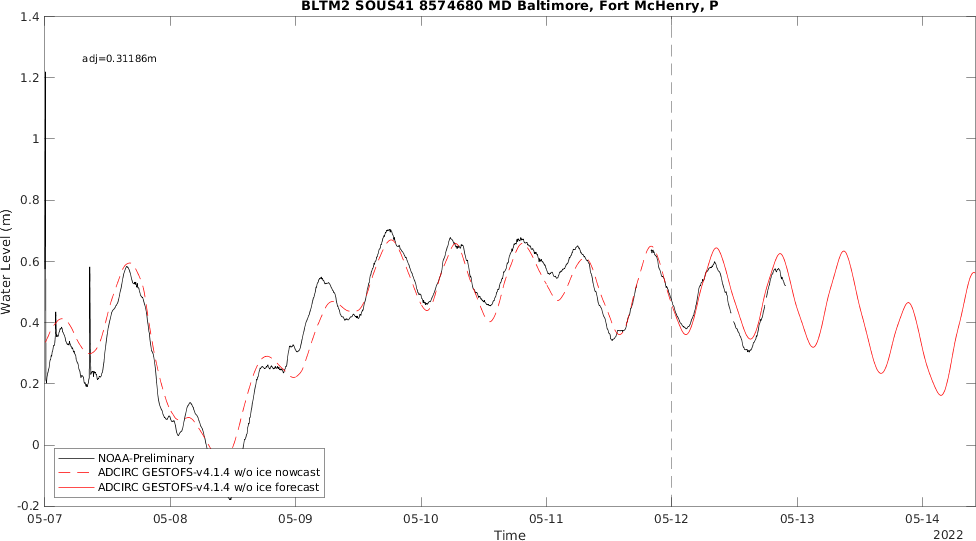 BLTM2 SOUS41 8574680 MD Baltimore, Fort McHenry, P
1.4
adj=0.31186m
1.2
1
0.8
0.6
0.4
0.2
0
-0.2
Water Level (m)
NOAA-Preliminary
ADCIRC GESTOFS-v4.1.4 w/o ice nowcast
ADCIRC GESTOFS-v4.1.4 w/o ice forecast
05-07 05-08 05-09 05-10 05-11 05-12 05-13 05-14
Time
2022